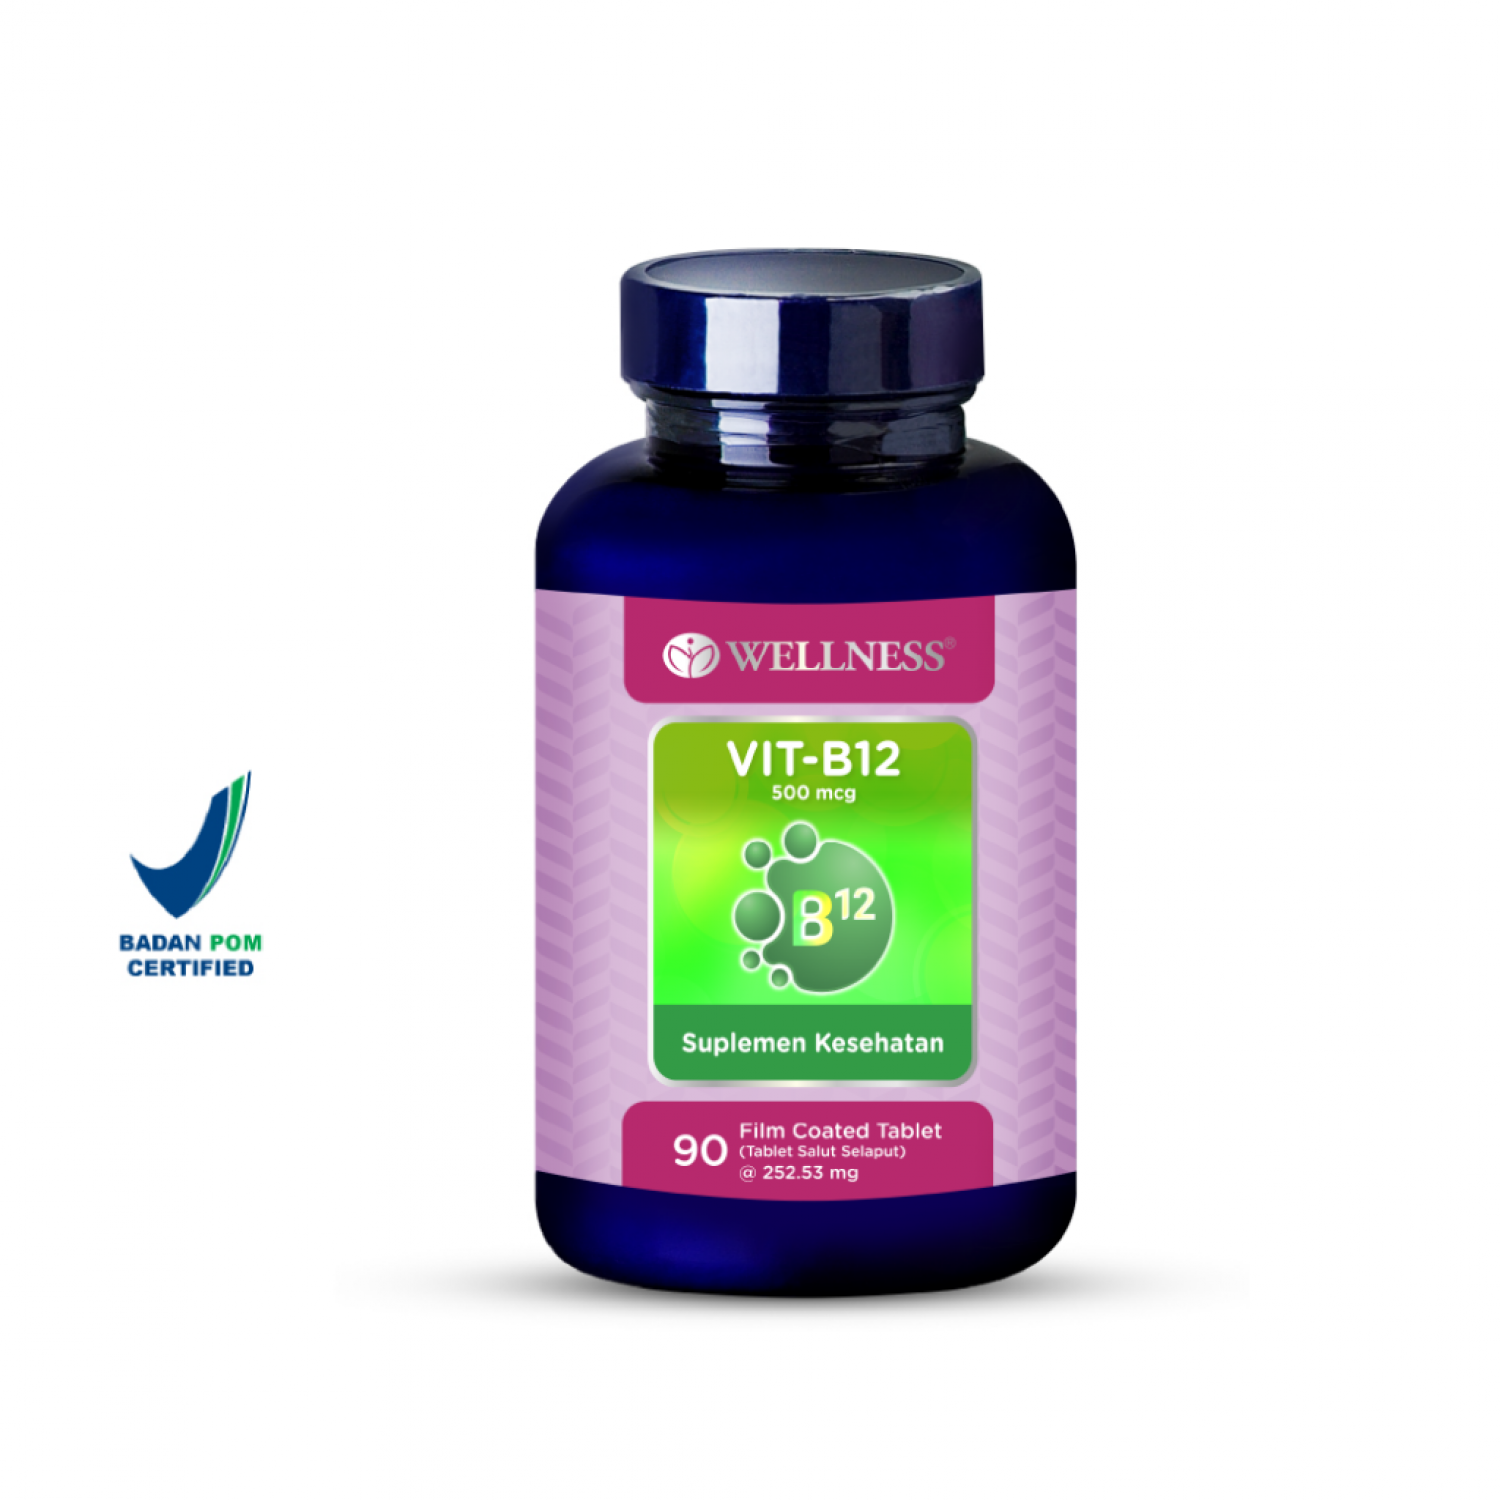 WELLNESS®
VIT-B12
500 mcg
B12
Suplemen Kesehatan
90
Film Coated Tablet
(Tablet Salut Selaput)
@ 252.53 mg
BADAN POM
CERTIFIED